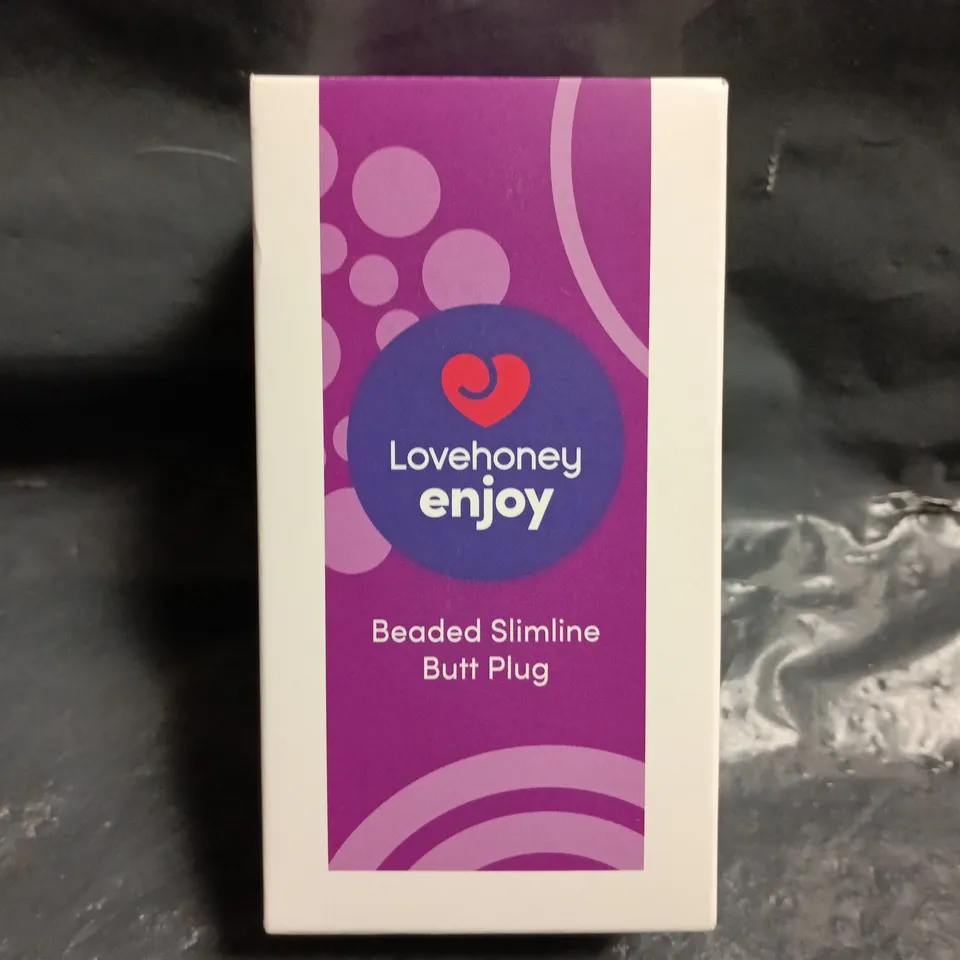 Lovehoney
enjoy
Beaded Slimline
Butt Plug